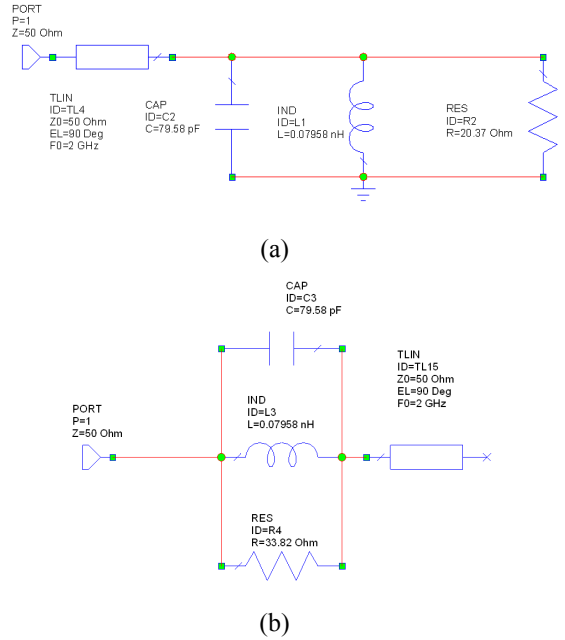 PORT
P=1
Z=50 Ohm
TLIN
ID=TL4
Z0=50 Ohm
EL=90 Deg
F0=2 GHz
CAP
ID=C2
C=79.58 pF
IND
ID=L1
L=0.07958 nH
RES
ID=R2
R=20.37 Ohm
(a)
CAP
ID=C3
C=79.58 pF
TLIN
ID=TL15
Z0=50 Ohm
EL=90 Deg
F0=2 GHz
PORT
P=1
Z=50 Ohm
IND
ID=L3
L=0.07958 nH
RES
ID=R4
R=33.82 Ohm
(b)